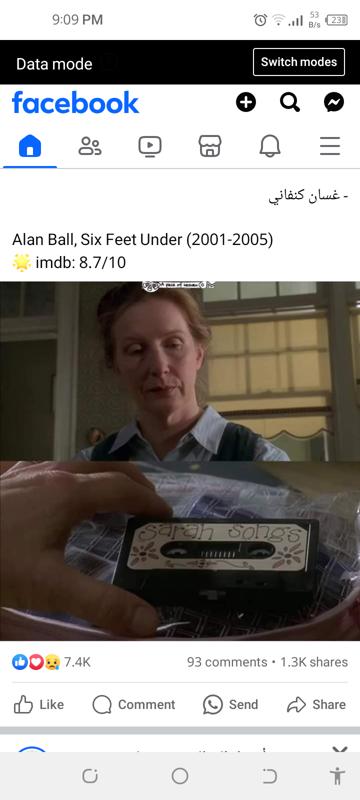 9:09 PM
53
B/s
23
Data mode
Switch modes
facebook
- غسان كنفاني
Alan Ball, Six Feet Under (2001-2005)
🌟 imdb: 8.7/10
sarah songs
7.4K
93 comments • 1.3K shares
Like
Comment
Send
Share